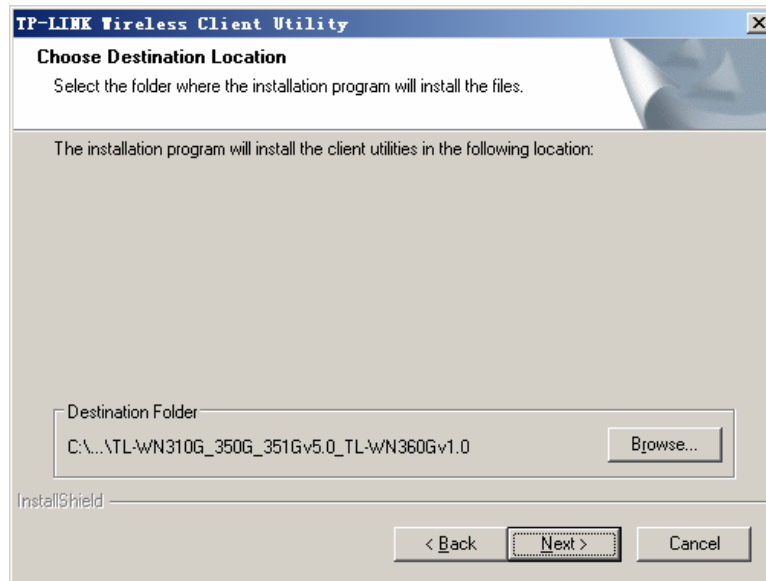 TP-LINK Wireless Client Utility
Choose Destination Location
Select the folder where the installation program will install the files.
The installation program will install the client utilities in the following location:
Destination Folder
C:\...\TL-WN310G_350G_351Gv5.0_TL-WN360Gv1.0
Browse...
InstallShield
< Back
Next >
Cancel